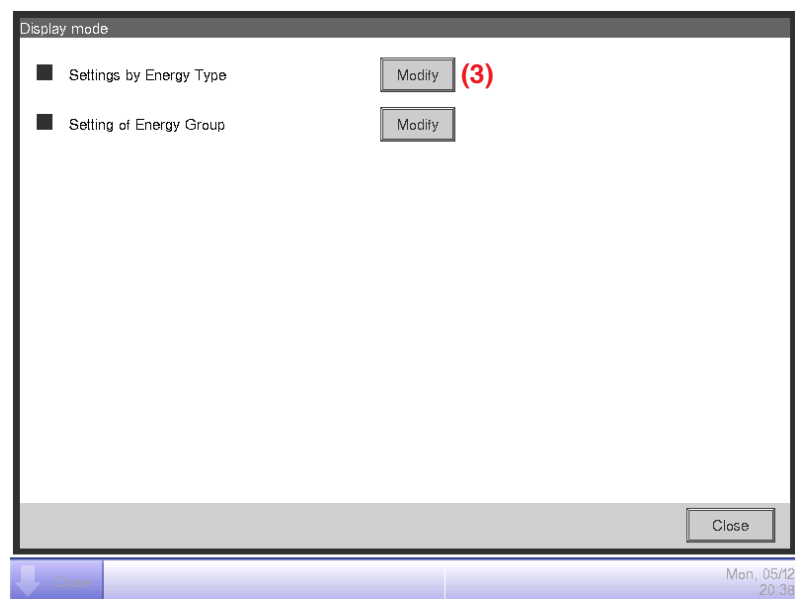 Display mode
Settings by Energy Type Modify (3)
Setting of Energy Group Modify
Close
Close Mon, 05/12
20:38